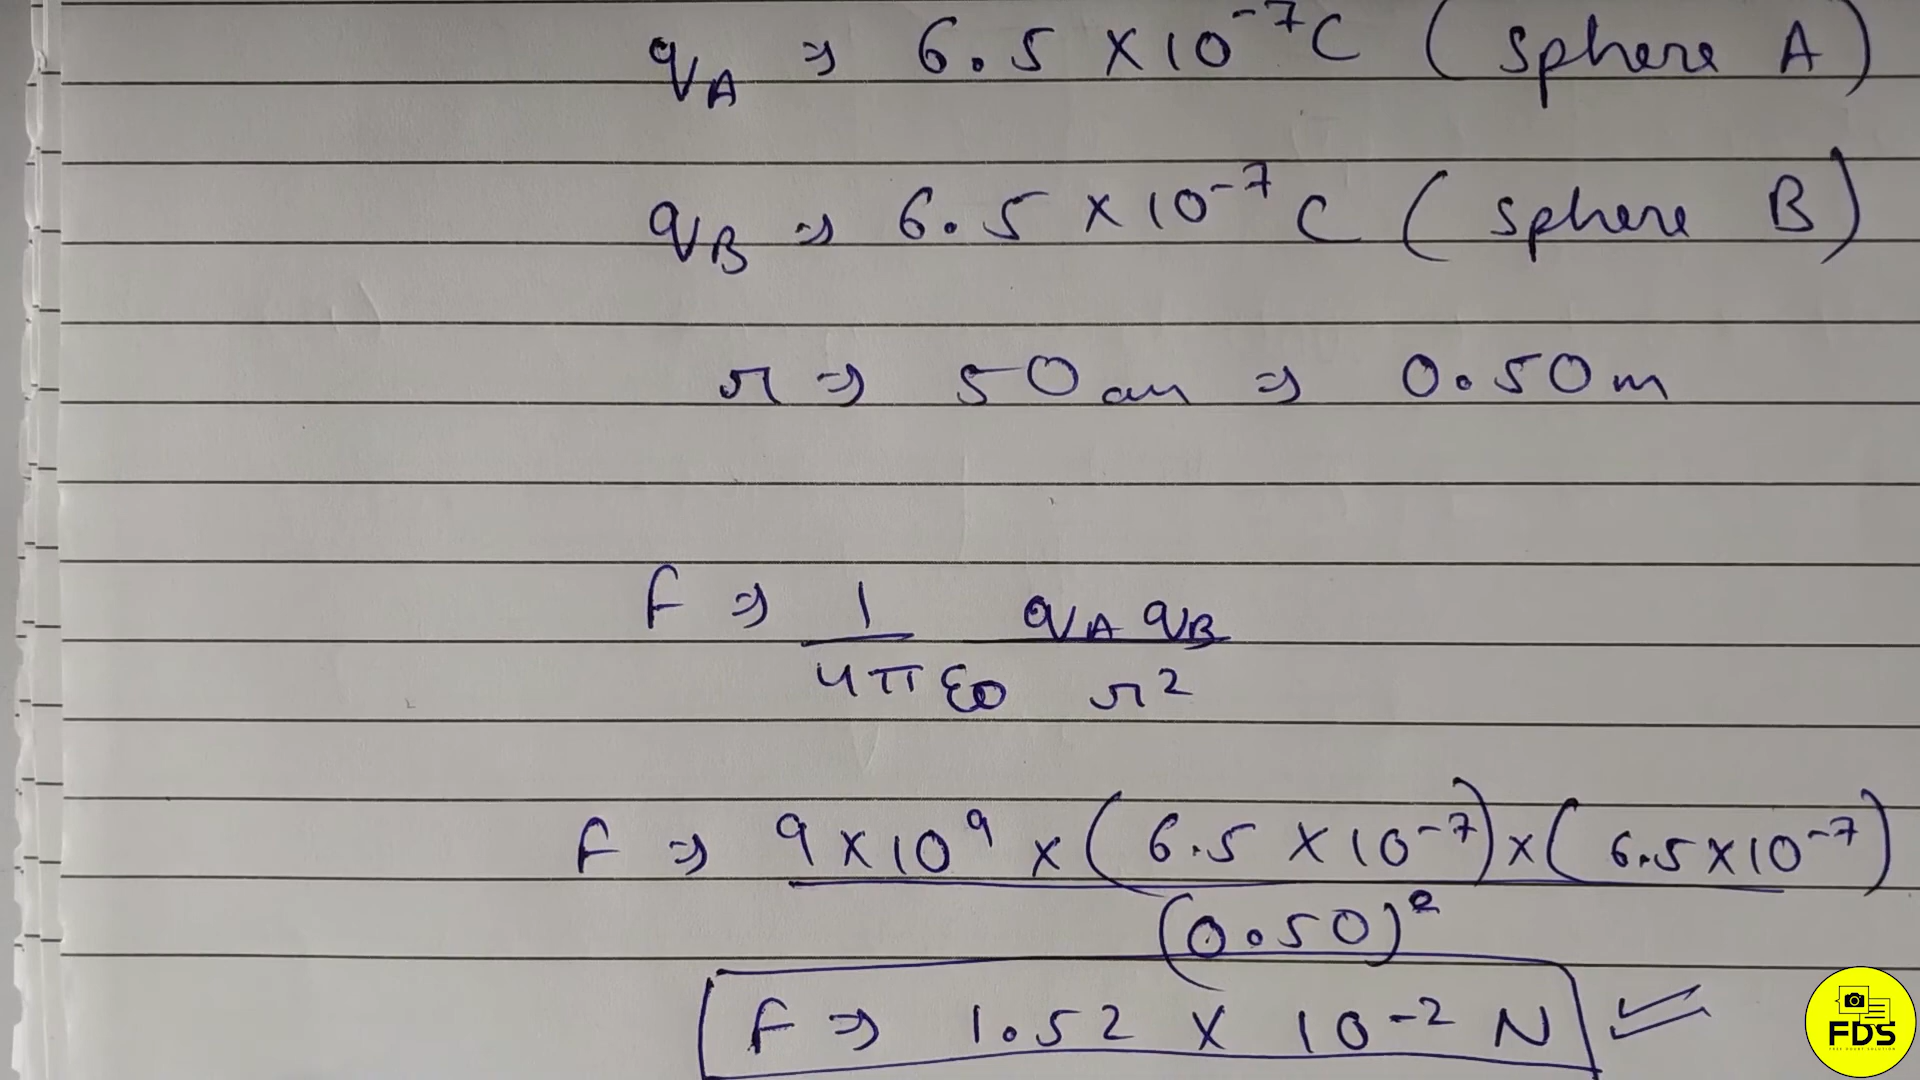 qA ⇒ 6.5 × 10⁻⁷ C ( sphere A )
qB ⇒ 6.5 × 10⁻⁷ C ( sphere B )
r ⇒ 50 cm ⇒ 0.50 m
F ⇒ 1 qA qB
4π ε0 r²
F ⇒ 9 × 10⁹ × ( 6.5 × 10⁻⁷ ) × ( 6.5 × 10⁻⁷ )
(0.50)²
F ⇒ 1.52 × 10⁻² N
FDS